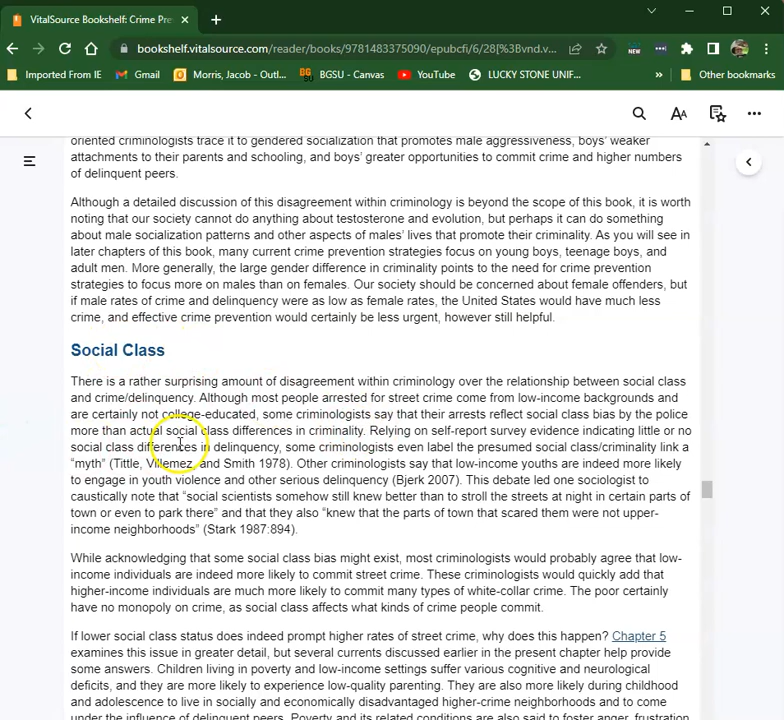 VitalSource Bookshelf: Crime Pre
bookshelf.vitalsource.com/reader/books/9781483375090/epubcfi/6/28[%3Bvnd.v...
NEW
Imported From IE
Gmail
Morris, Jacob - Outl...
BGSU - Canvas
YouTube
LUCKY STONE UNIF...
»
Other bookmarks
AA
oriented criminologists trace it to gendered socialization that promotes male aggressiveness, boys' weaker
attachments to their parents and schooling, and boys' greater opportunities to commit crime and higher numbers
of delinquent peers.
Although a detailed discussion of this disagreement within criminology is beyond the scope of this book, it is worth
noting that our society cannot do anything about testosterone and evolution, but perhaps it can do something
about male socialization patterns and other aspects of males' lives that promote their criminality. As you will see in
later chapters of this book, many current crime prevention strategies focus on young boys, teenage boys, and
adult men. More generally, the large gender difference in criminality points to the need for crime prevention
strategies to focus more on males than on females. Our society should be concerned about female offenders, but
if male rates of crime and delinquency were as low as female rates, the United States would have much less
crime, and effective crime prevention would certainly be less urgent, however still helpful.
Social Class
There is a rather surprising amount of disagreement within criminology over the relationship between social class
and crime/delinquency. Although most people arrested for street crime come from low-income backgrounds and
are certainly not college-educated, some criminologists say that their arrests reflect social class bias by the police
more than actual social class differences in criminality. Relying on self-report survey evidence indicating little or no
social class difference in delinquency, some criminologists even label the presumed social class/criminality link a
"myth" (Tittle, Villemez, and Smith 1978). Other criminologists say that low-income youths are indeed more likely
to engage in youth violence and other serious delinquency (Bjerk 2007). This debate led one sociologist to
caustically note that "social scientists somehow still knew better than to stroll the streets at night in certain parts of
town or even to park there" and that they also "knew that the parts of town that scared them were not upper-
income neighborhoods" (Stark 1987:894).
While acknowledging that some social class bias might exist, most criminologists would probably agree that low-
income individuals are indeed more likely to commit street crime. These criminologists would quickly add that
higher-income individuals are much more likely to commit many types of white-collar crime. The poor certainly
have no monopoly on crime, as social class affects what kinds of crime people commit.
If lower social class status does indeed prompt higher rates of street crime, why does this happen? Chapter 5
examines this issue in greater detail, but several currents discussed earlier in the present chapter help provide
some answers. Children living in poverty and low-income settings suffer various cognitive and neurological
deficits, and they are more likely to experience low-quality parenting. They are also more likely during childhood
and adolescence to live in socially and economically disadvantaged higher-crime neighborhoods and to come
under the influence of delinquent peers. Poverty and its related conditions are also said to foster anger, frustration